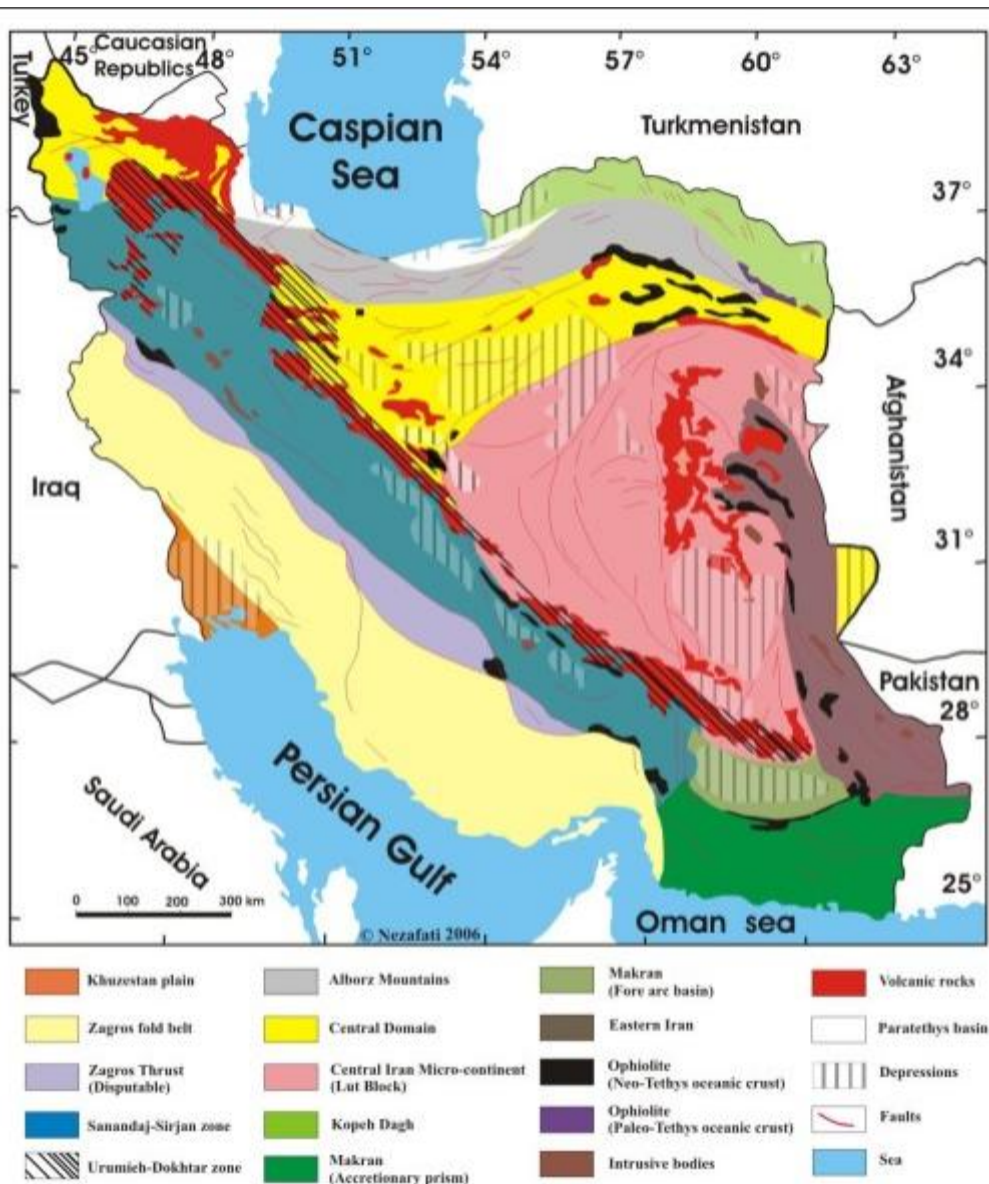 45°
Caucasian
Republics
48°
51°
54°
57°
60°
63°
Turkey
Caspian
Sea
Turkmenistan
37°
34°
Afghanistan
Iraq
31°
Pakistan
28°
Persian Gulf
Saudi Arabia
25°
0 100 200 300 km
Oman sea
© Nezafati 2006
Khuzestan plain
Zagros fold belt
Zagros Thrust
(Disputable)
Sanandaj-Sirjan zone
Urumieh-Dokhtar zone
Alborz Mountains
Central Domain
Central Iran Micro-continent
(Lut Block)
Kopeh Dagh
Makran
(Accretionary prism)
Makran
(Fore arc basin)
Eastern Iran
Ophiolite
(Neo-Tethys oceanic crust)
Ophiolite
(Paleo-Tethys oceanic crust)
Intrusive bodies
Volcanic rocks
Paratethys basin
Depressions
Faults
Sea